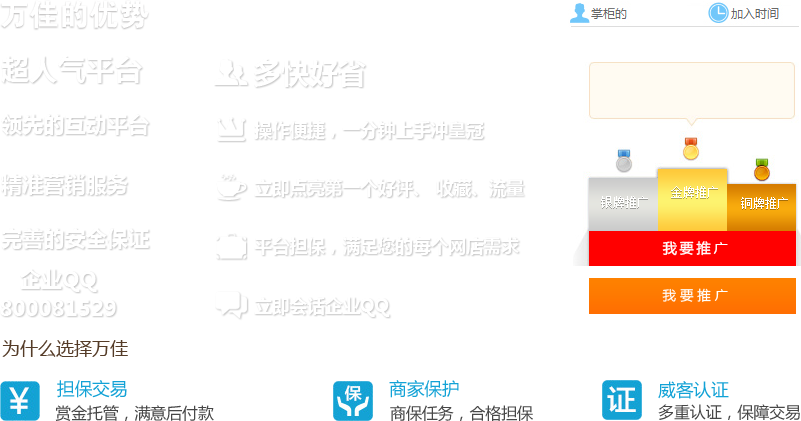 万佳的优势
掌柜的
加入时间
超人气平台
多快好省
领先的互动平台
操作便捷，一分钟上手冲皇冠
精准营销服务
立即点亮第一个好评、 收藏、流量
银牌推广
金牌推广
铜牌推广
完善的安全保证
平台担保，满足您的每个网店需求
我要推广
企业QQ
800081529
立即会话企业QQ
我要推广
为什么选择万佳
¥
担保交易
赏金托管，满意后付款
保
商家保护
商保任务，合格担保
证
威客认证
多重认证，保障交易